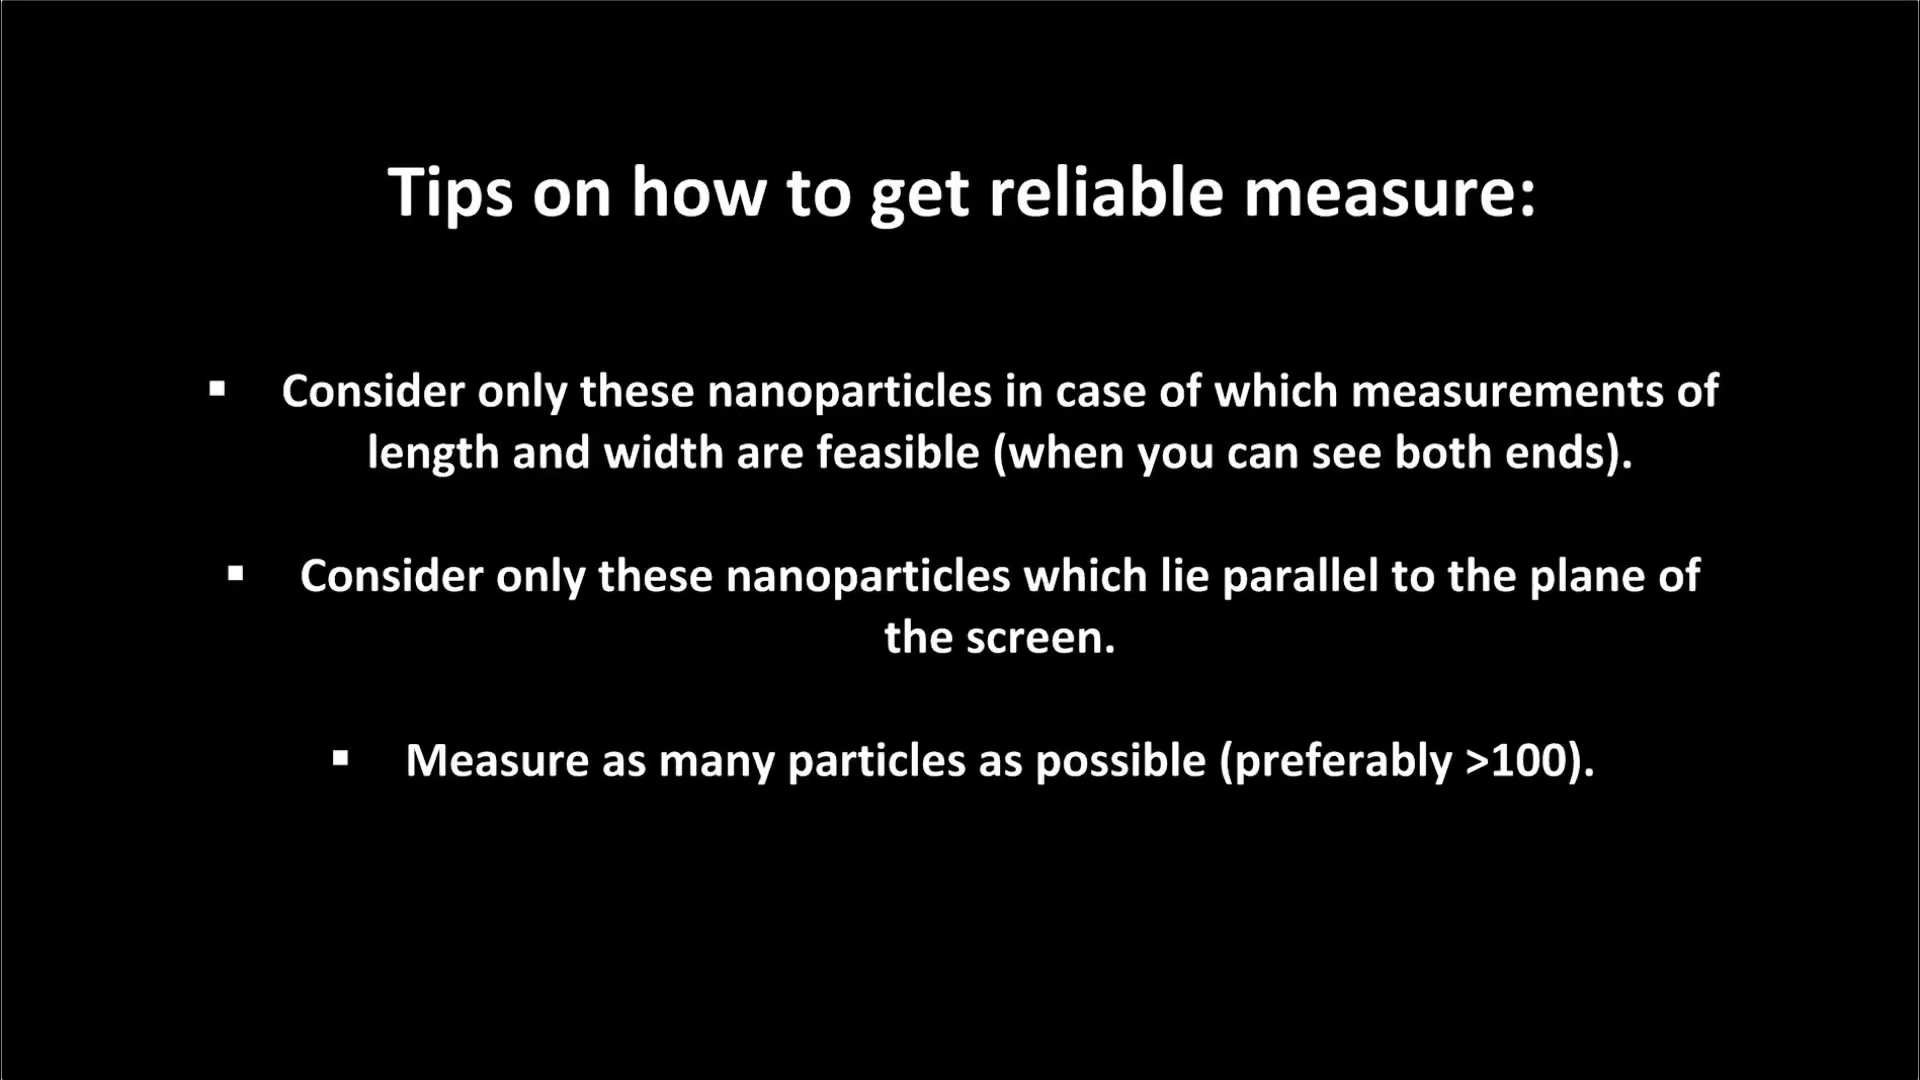 Tips on how to get reliable measure:
▪ Consider only these nanoparticles in case of which measurements of
length and width are feasible (when you can see both ends).
▪ Consider only these nanoparticles which lie parallel to the plane of
the screen.
▪ Measure as many particles as possible (preferably >100).